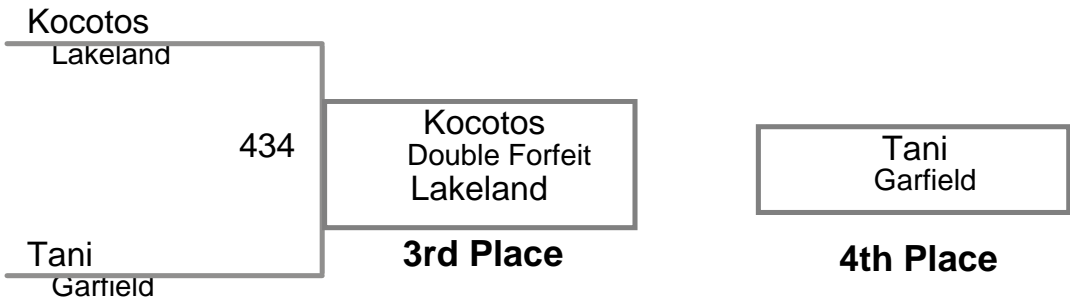 Kocotos
Lakeland
434
Kocotos
Double Forfeit
Lakeland
3rd Place
Tani
Garfield
4th Place
Tani
Garfield